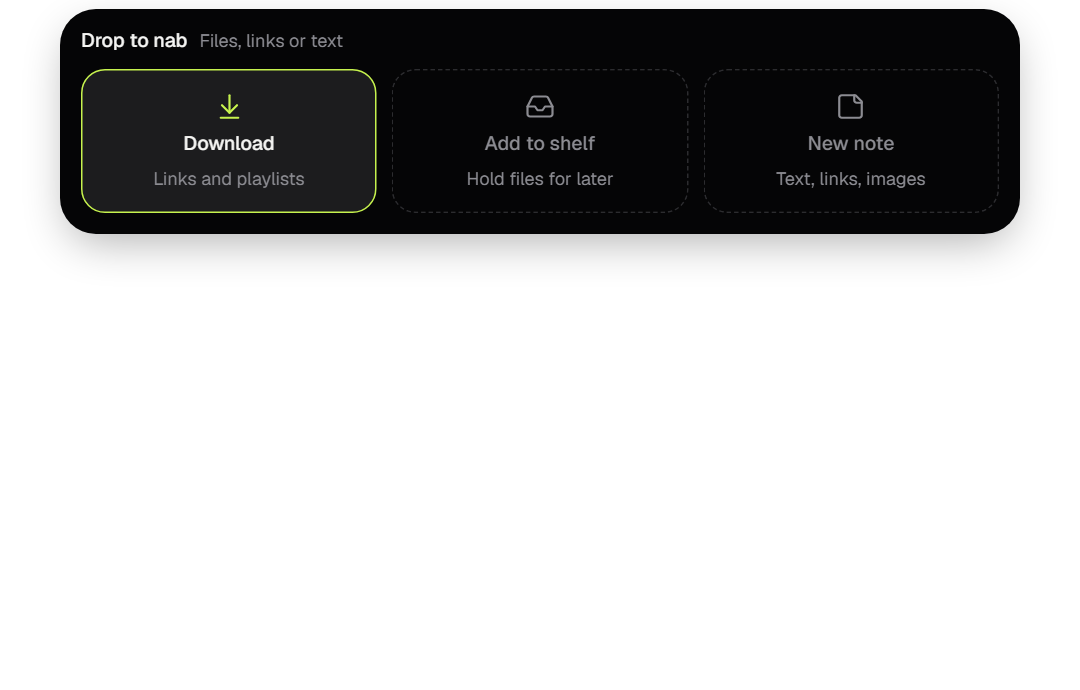 Drop to nab Files, links or text
Download
Links and playlists
Add to shelf
Hold files for later
New note
Text, links, images